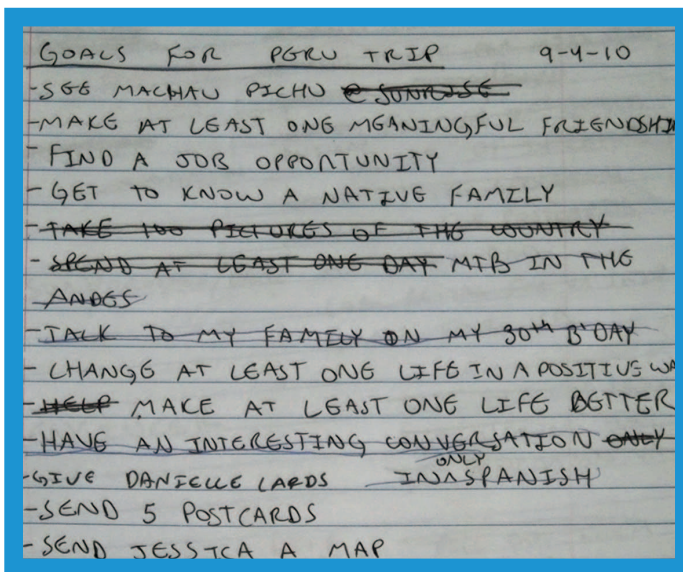 GOALS FOR PERU TRIP 9-4-10
-SEE MACHAU PICHU @ SUNRISE
-MAKE AT LEAST ONE MEANINGFUL FRIENDSHIP
- FIND A JOB OPPORTUNITY
- GET TO KNOW A NATIVE FAMILY
- TAKE 100 PICTURES OF THE COUNTRY
- SPEND AT LEAST ONE DAY MTB IN THE
ANDES
- TALK TO MY FAMILY ON MY 30th B'DAY
- CHANGE AT LEAST ONE LIFE IN A POSITIVE WA
- HELP MAKE AT LEAST ONE LIFE BETTER
- HAVE AN INTERESTING CONVERSATION ONLY
ONLY
-GIVE DANIELLE CARDS IN SPANISH
-SEND 5 POSTCARDS
-SEND JESSICA A MAP